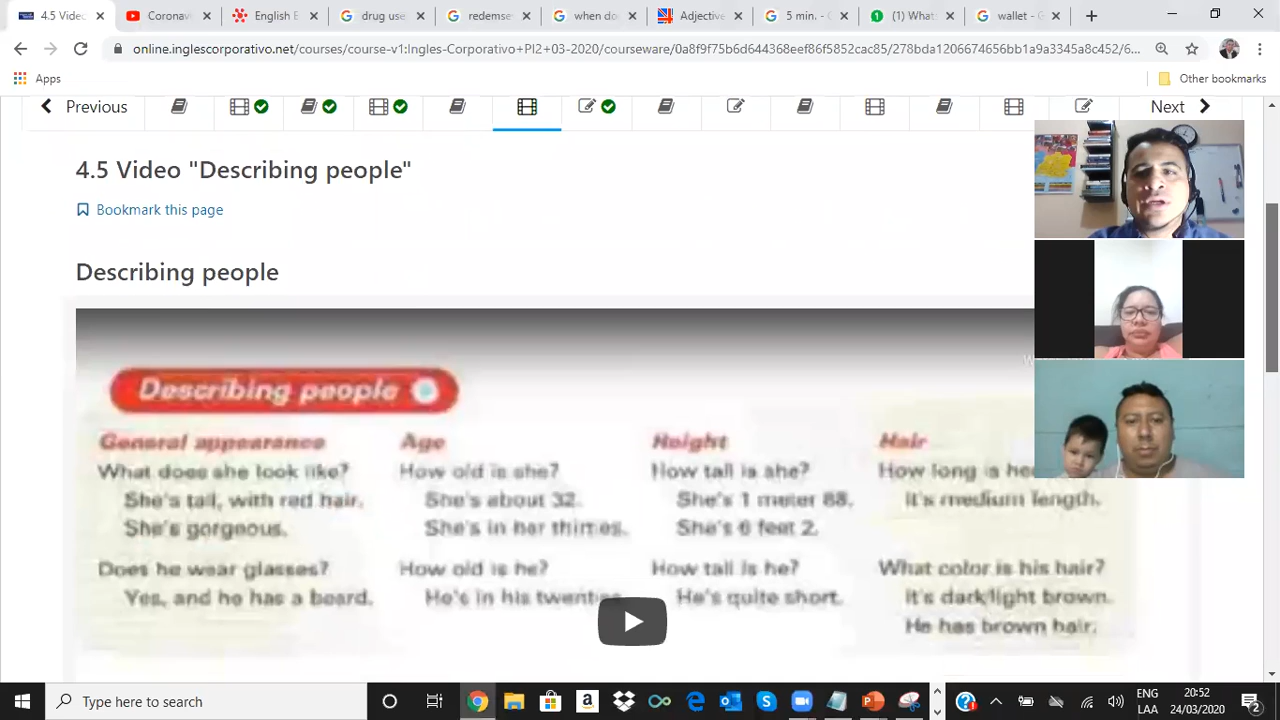 4.5 Video
Coronav
English B
drug use
redemss
when do
Adjective
5 min. - G
(1) What
wallet - G
online.inglescorporativo.net/courses/course-v1:Ingles-Corporativo+PI2+03-2020/courseware/0a8f9f75b6d644368eef86f5852cac85/278bda1206674656bb1a9a3345a8c452/6...
Apps
Other bookmarks
Previous
Next
4.5 Video "Describing people"
Bookmark this page
Describing people
Describing people
General appearance
What does she look like?
She's tall, with red hair.
She's gorgeous.
Does he wear glasses?
Yes, and he has a beard.
Age
How old is she?
She's about 32.
She's in her thirties.
How old is he?
He's in his twenties.
Height
How tall is she?
She's 1 meter 88.
She's 6 feet 2.
How tall is he?
He's quite short.
Hair
How long is he
It's medium length.
What color is his hair?
It's dark/light brown.
He has brown hair.
Type here to search
ENG
LAA
20:52
24/03/2020
2